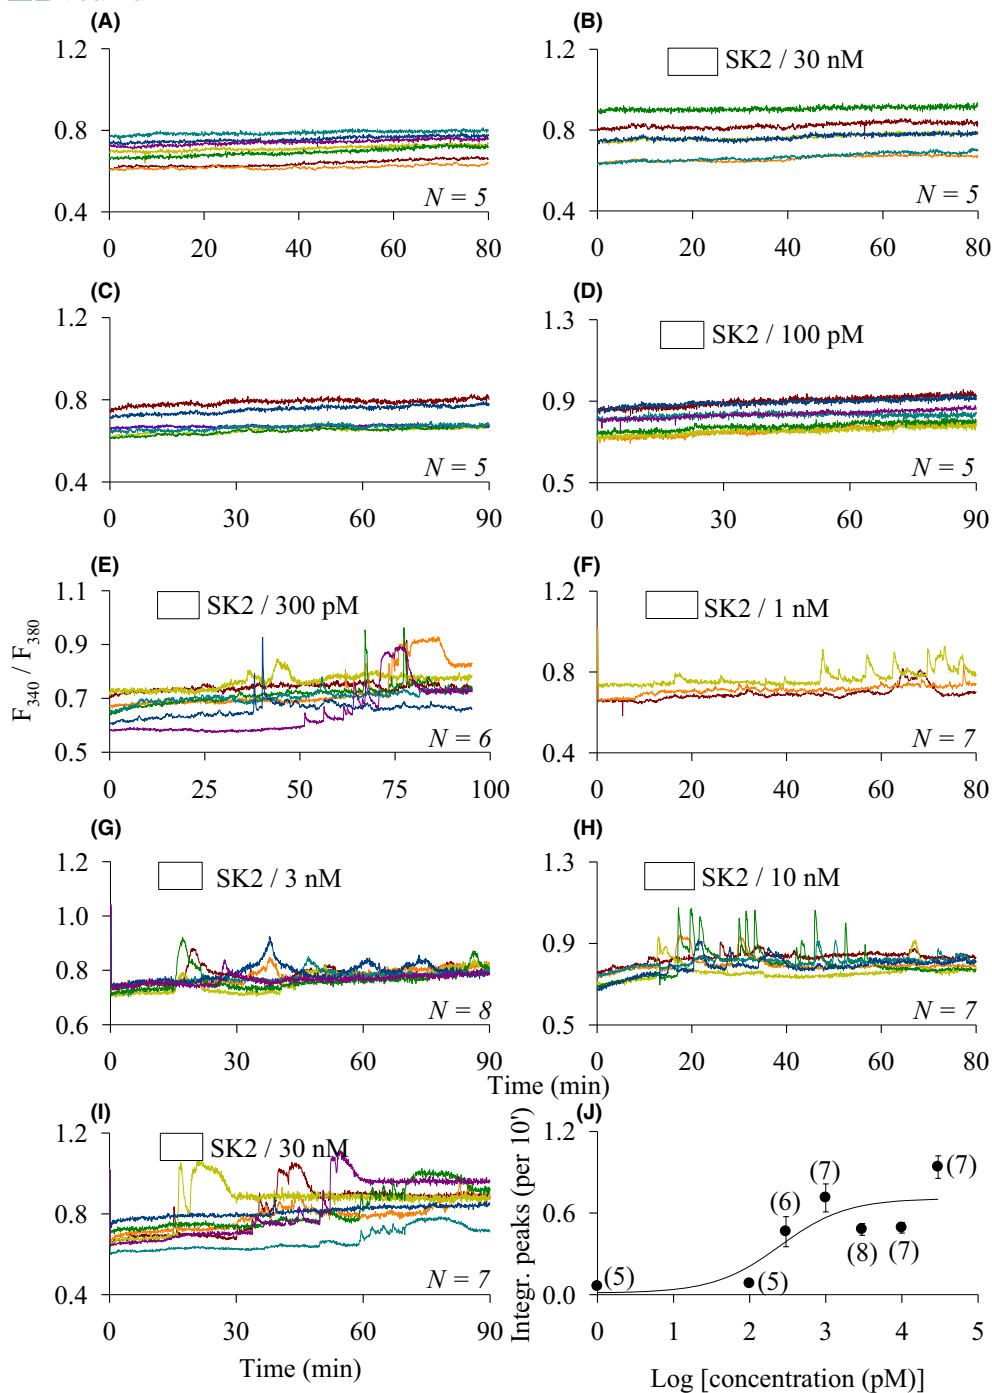 (A)
1.2
0.8
0.4
N = 5
0 20 40 60 80
(B)
SK2 / 30 nM
1.2
0.8
0.4
N = 5
0 20 40 60 80
(C)
1.2
0.8
0.4
N = 5
0 30 60 90
(D)
SK2 / 100 pM
1.3
0.9
0.5
N = 5
0 30 60 90
F340 / F380
(E)
SK2 / 300 pM
1.1
0.9
0.7
0.5
N = 6
0 25 50 75 100
(F)
SK2 / 1 nM
1.2
0.8
0.4
N = 7
0 20 40 60 80
(G)
SK2 / 3 nM
1.2
1.0
0.8
0.6
N = 8
0 30 60 90
(H)
SK2 / 10 nM
1.3
0.9
0.5
N = 7
0 20 40 60 80
Time (min)
(I)
SK2 / 30 nM
1.2
0.8
0.4
N = 7
0 30 60 90
Time (min)
(J)
Integr. peaks (per 10')
1.2
0.6
0.0
(5)
(5)
(6)
(7)
(8)
(7)
(7)
0 1 2 3 4 5
Log [concentration (pM)]